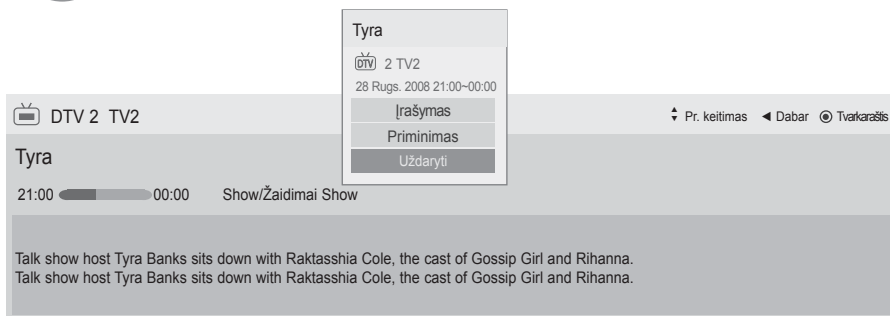 Tyra
DTV 2 TV2
28 Rugs. 2008 21:00~00:00
Įrašymas
Priminimas
Uždaryti
DTV 2 TV2
Pr. keitimas Dabar Tvarkaraštis
Tyra
21:00 00:00 Show/Žaidimai Show
Talk show host Tyra Banks sits down with Raktasshia Cole, the cast of Gossip Girl and Rihanna.
Talk show host Tyra Banks sits down with Raktasshia Cole, the cast of Gossip Girl and Rihanna.